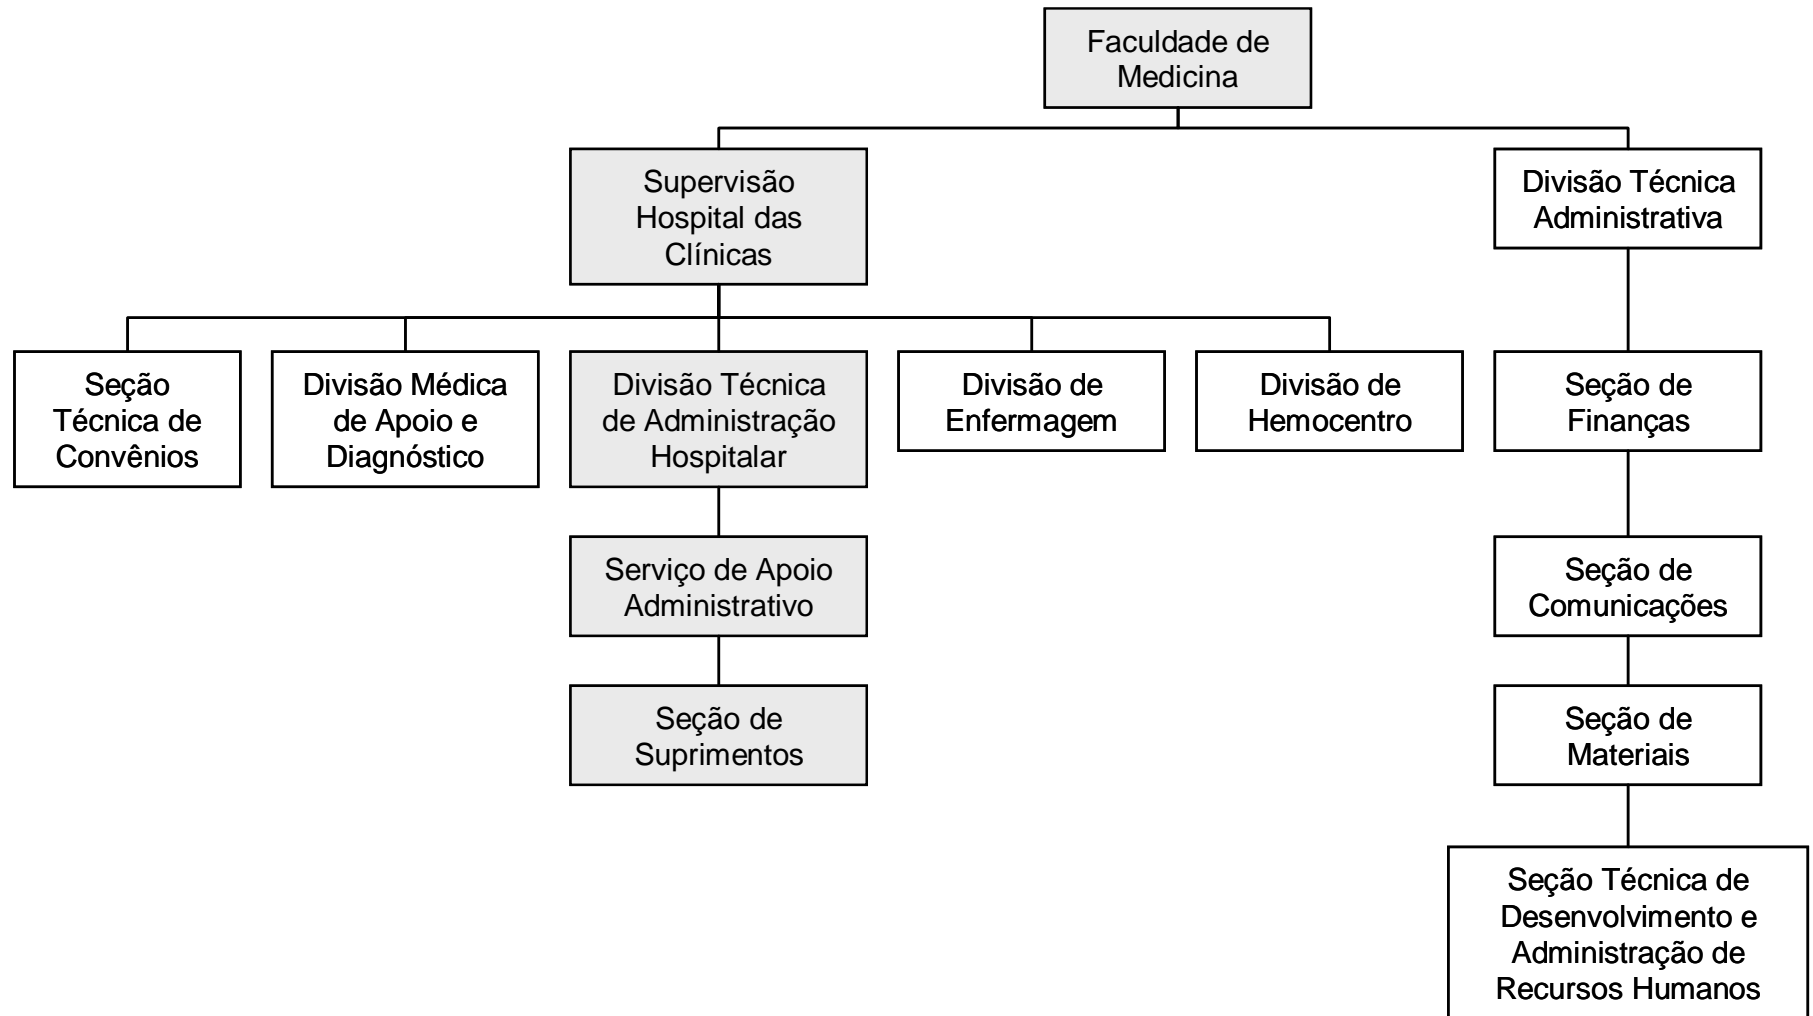 Faculdade de
Medicina
Supervisão
Hospital das
Clínicas
Divisão Técnica
Administrativa
Seção
Técnica de
Convênios
Divisão Médica
de Apoio e
Diagnóstico
Divisão Técnica
de Administração
Hospitalar
Divisão de
Enfermagem
Divisão de
Hemocentro
Seção de
Finanças
Serviço de Apoio
Administrativo
Seção de
Comunicações
Seção de
Suprimentos
Seção de
Materiais
Seção Técnica de
Desenvolvimento e
Administração de
Recursos Humanos